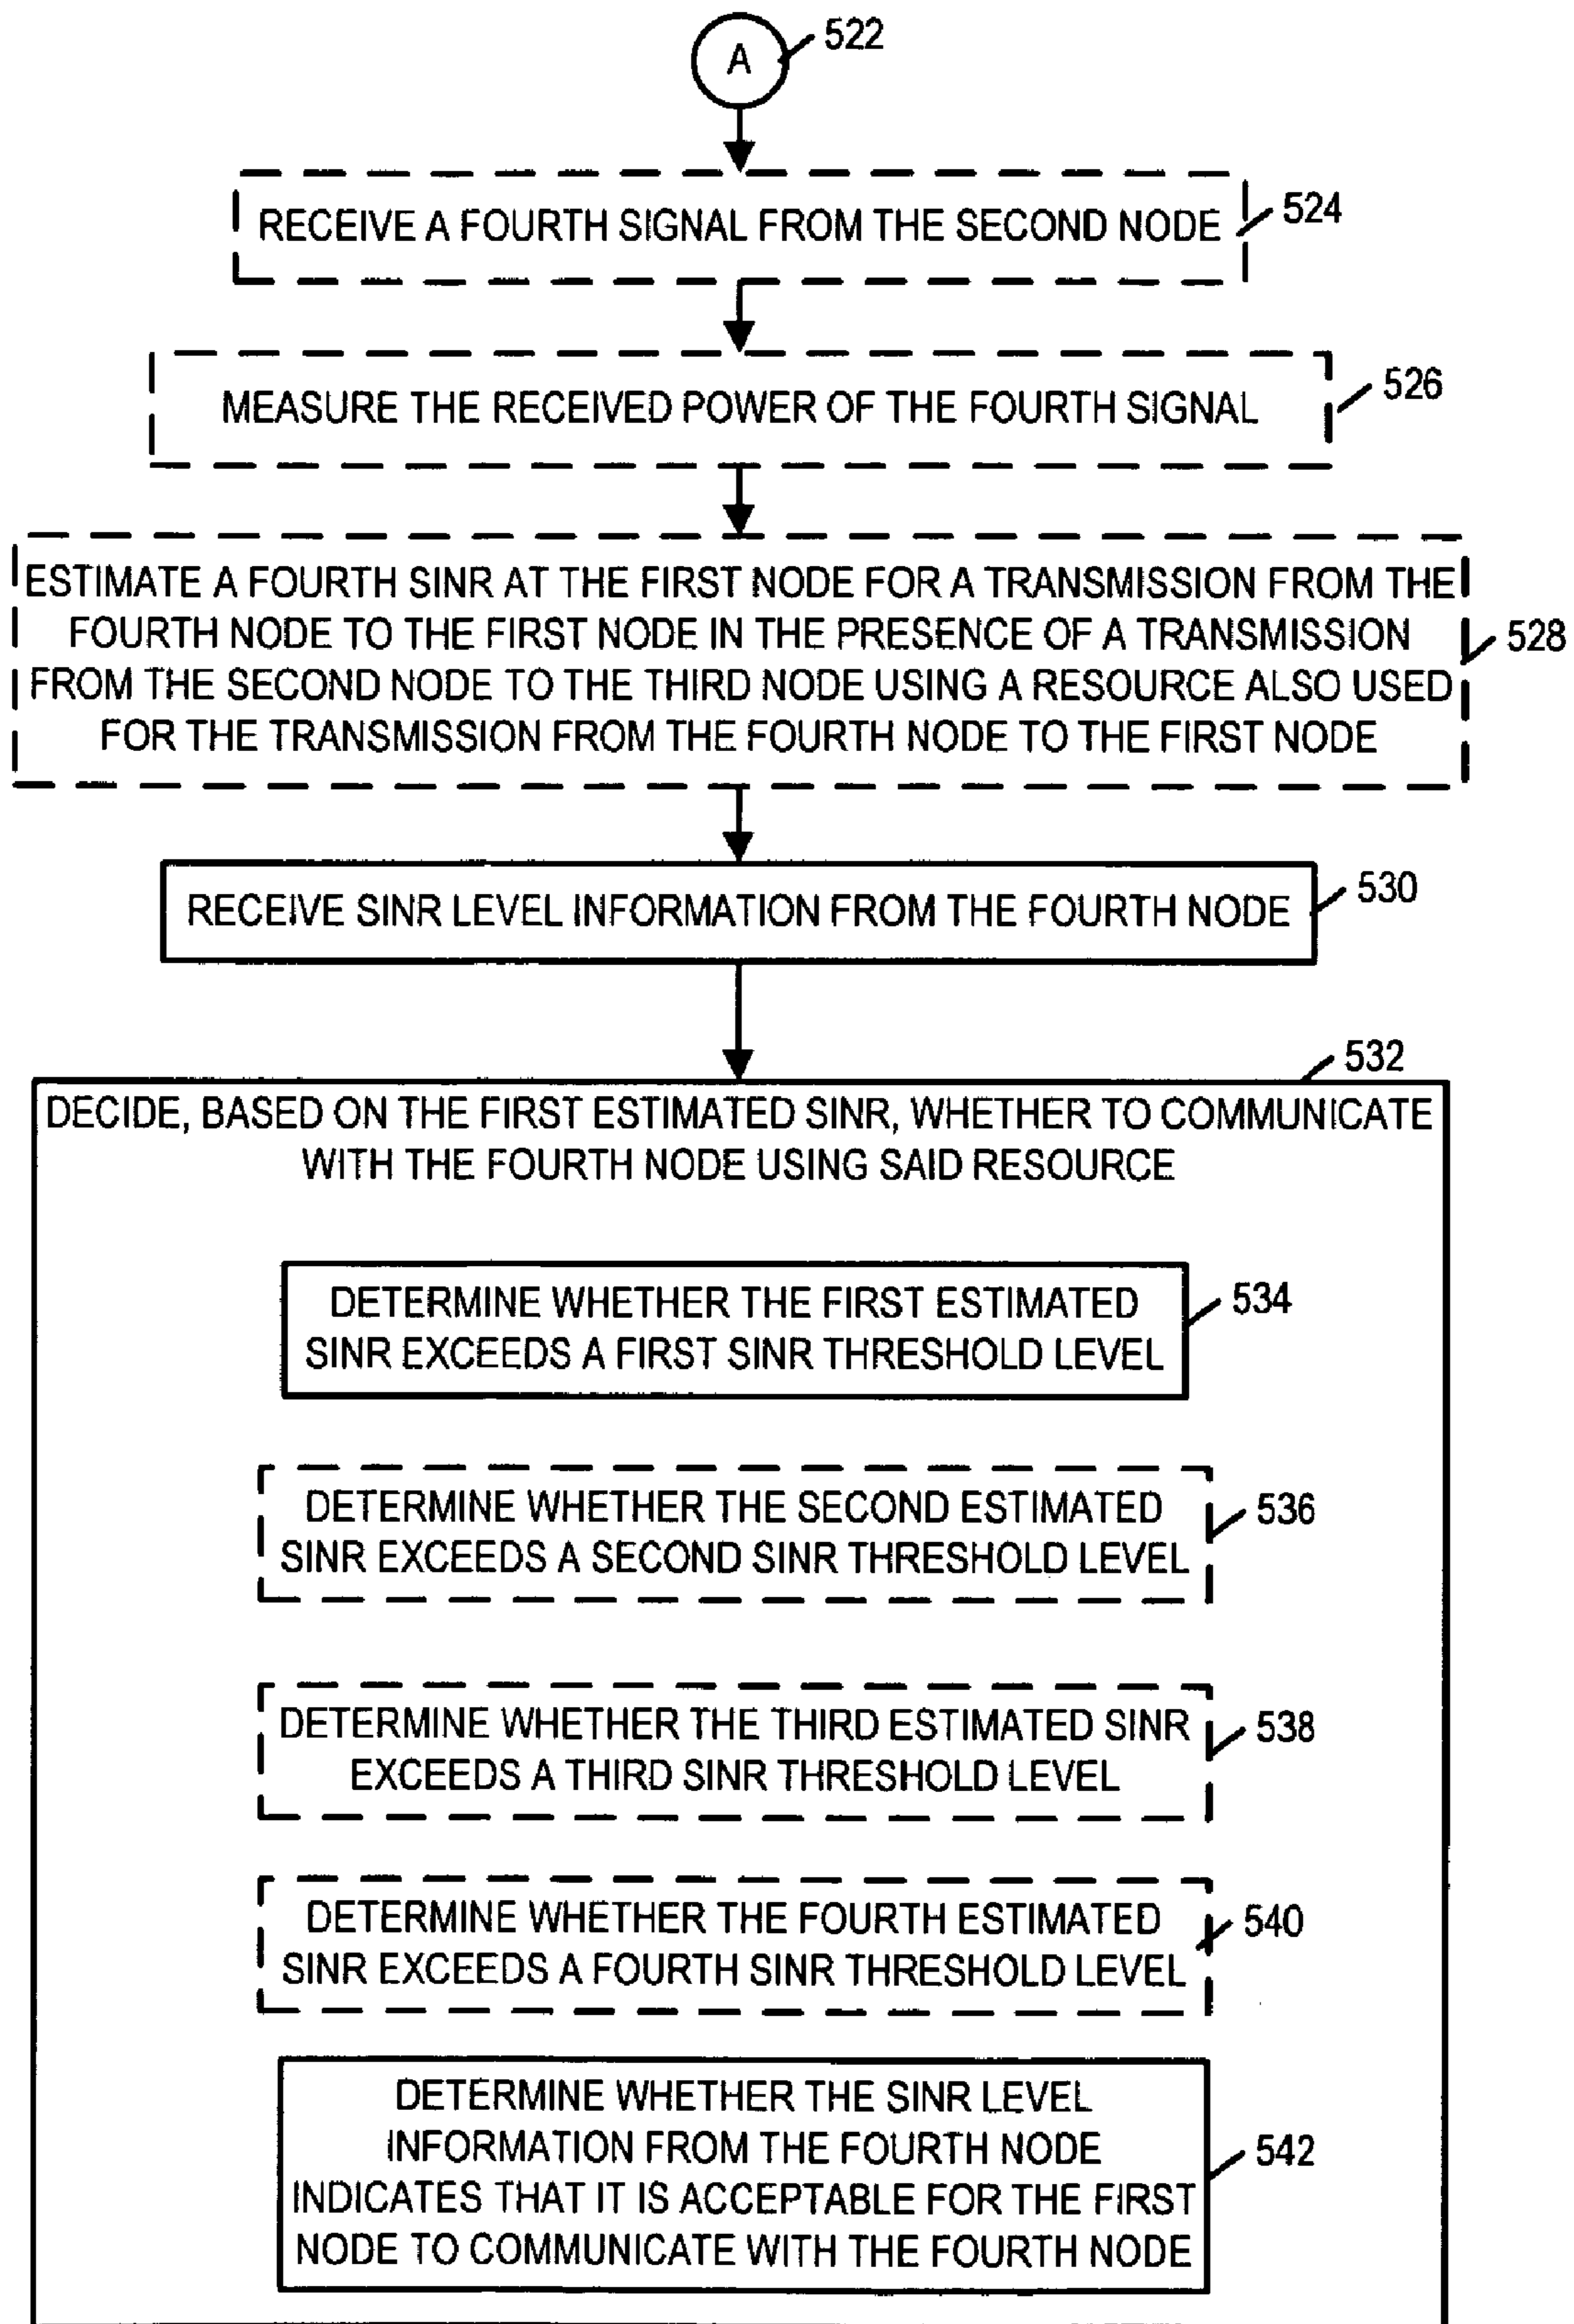 A
522
RECEIVE A FOURTH SIGNAL FROM THE SECOND NODE
524
MEASURE THE RECEIVED POWER OF THE FOURTH SIGNAL
526
ESTIMATE A FOURTH SINR AT THE FIRST NODE FOR A TRANSMISSION FROM THE
FOURTH NODE TO THE FIRST NODE IN THE PRESENCE OF A TRANSMISSION
FROM THE SECOND NODE TO THE THIRD NODE USING A RESOURCE ALSO USED
FOR THE TRANSMISSION FROM THE FOURTH NODE TO THE FIRST NODE
528
RECEIVE SINR LEVEL INFORMATION FROM THE FOURTH NODE
530
532
DECIDE, BASED ON THE FIRST ESTIMATED SINR, WHETHER TO COMMUNICATE
WITH THE FOURTH NODE USING SAID RESOURCE
DETERMINE WHETHER THE FIRST ESTIMATED
SINR EXCEEDS A FIRST SINR THRESHOLD LEVEL
534
DETERMINE WHETHER THE SECOND ESTIMATED
SINR EXCEEDS A SECOND SINR THRESHOLD LEVEL
536
DETERMINE WHETHER THE THIRD ESTIMATED SINR
EXCEEDS A THIRD SINR THRESHOLD LEVEL
538
DETERMINE WHETHER THE FOURTH ESTIMATED
SINR EXCEEDS A FOURTH SINR THRESHOLD LEVEL
540
DETERMINE WHETHER THE SINR LEVEL
INFORMATION FROM THE FOURTH NODE
INDICATES THAT IT IS ACCEPTABLE FOR THE FIRST
NODE TO COMMUNICATE WITH THE FOURTH NODE
542